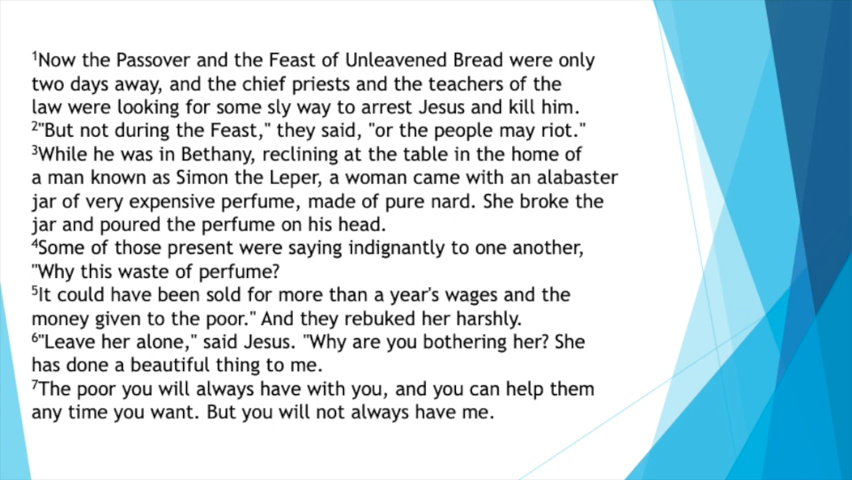 ¹Now the Passover and the Feast of Unleavened Bread were only
two days away, and the chief priests and the teachers of the
law were looking for some sly way to arrest Jesus and kill him.
²"But not during the Feast," they said, "or the people may riot."
³While he was in Bethany, reclining at the table in the home of
a man known as Simon the Leper, a woman came with an alabaster
jar of very expensive perfume, made of pure nard. She broke the
jar and poured the perfume on his head.
⁴Some of those present were saying indignantly to one another,
"Why this waste of perfume?
⁵It could have been sold for more than a year's wages and the
money given to the poor." And they rebuked her harshly.
⁶"Leave her alone," said Jesus. "Why are you bothering her? She
has done a beautiful thing to me.
⁷The poor you will always have with you, and you can help them
any time you want. But you will not always have me.